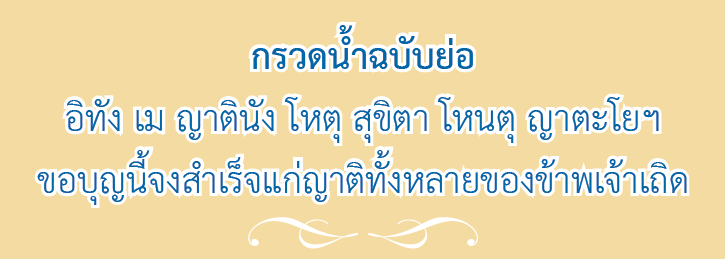 กรวดน้ำฉบับย่อ
อิทัง เม ญาตินัง โหตุ สุขิตา โหนตุ ญาตะโยฯ
ขอบุญนี้จงสำเร็จแก่ญาติทั้งหลายของข้าพเจ้าเถิด